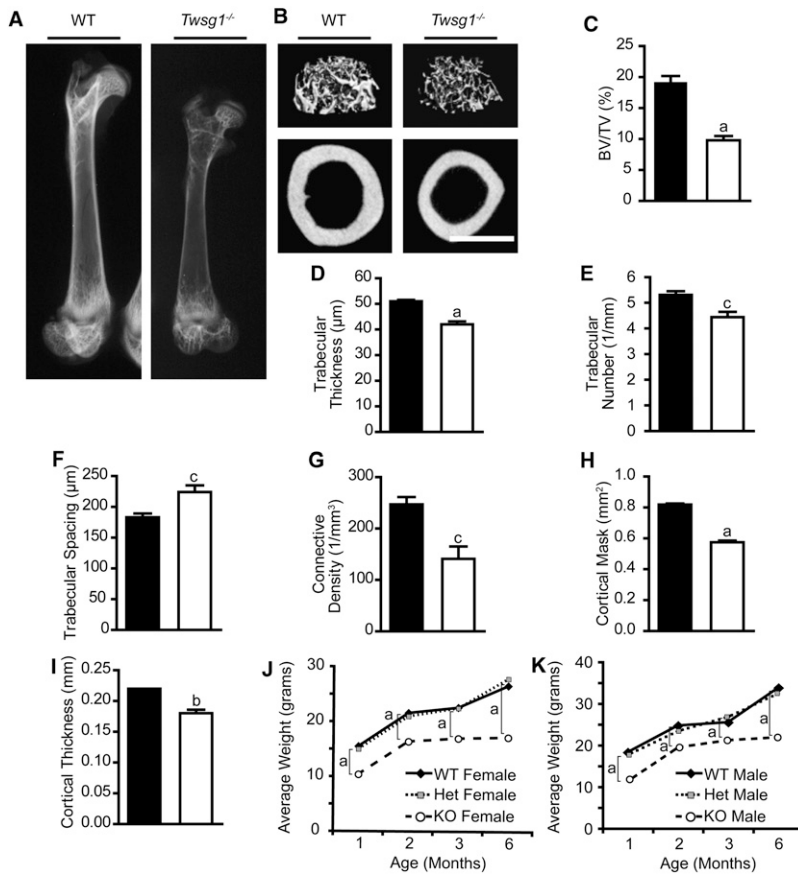 A
WT
Twsg1-/-
B
WT
Twsg1-/-
C
BV/TV (%)
25
20
15
10
5
0
a
D
Trabecular
Thickness (µm)
60
50
40
30
20
10
0
a
E
Trabecular
Number (1/mm)
6
5
4
3
2
1
0
c
F
Trabecular Spacing (µm)
250
200
150
100
50
0
c
G
Connective
Density (1/mm³)
300
200
100
0
c
H
Cortical Mask (mm²)
1.0
0.8
0.6
0.4
0.2
0.0
a
I
Cortical Thickness (mm)
0.25
0.20
0.15
0.10
0.05
0.00
b
J
Average Weight (grams)
30
20
10
0
a
a
a
a
WT Female
Het Female
KO Female
1
2
3
6
Age (Months)
K
Average Weight (grams)
40
30
20
10
0
a
a
a
a
WT Male
Het Male
KO Male
1
2
3
6
Age (Months)